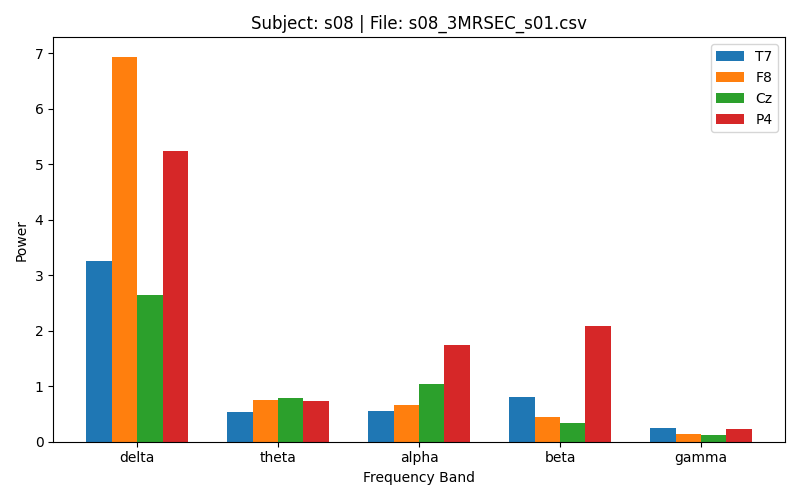 Subject: s08 | File: s08_3MRSEC_s01.csv
7
6
5
4
3
2
1
0
Power
T7
F8
Cz
P4
delta theta alpha beta gamma
Frequency Band